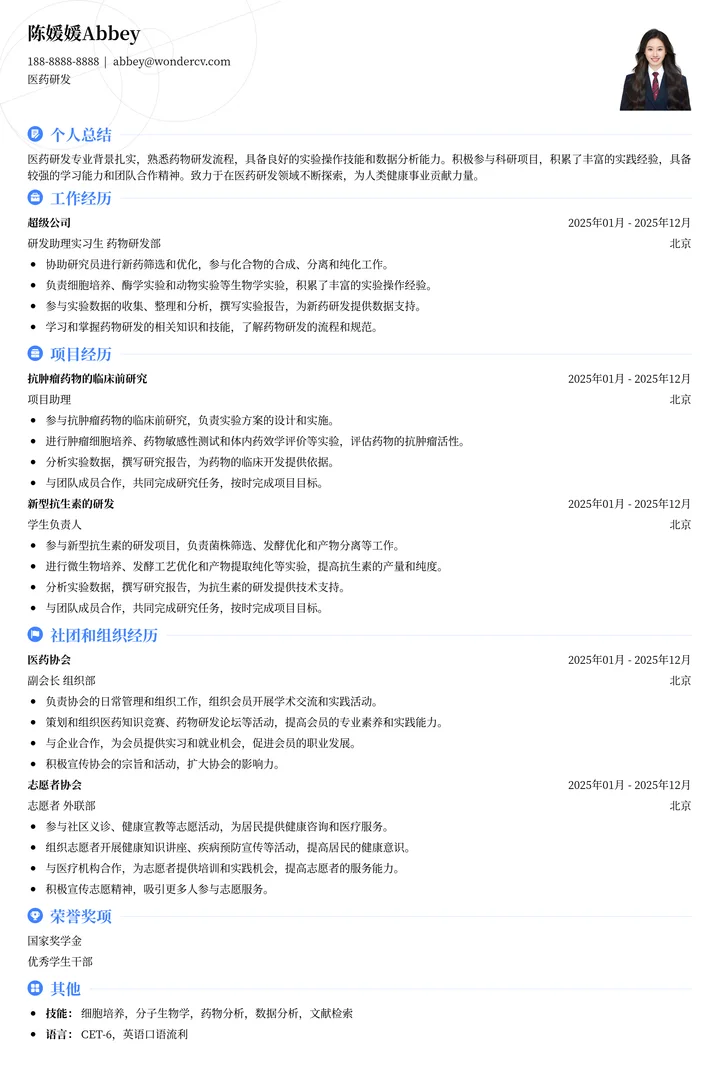 陈媛媛Abbey
188-8888-8888 | abbey@wondercv.com
医药研发
个人总结
医药研发专业背景扎实，熟悉药物研发流程，具备良好的实验操作技能和数据分析能力。积极参与科研项目，积累了丰富的实践经验，具备
较强的学习能力和团队合作精神。致力于在医药研发领域不断探索，为人类健康事业贡献力量。
工作经历
超级公司 2025年01月 - 2025年12月
研发助理实习生 药物研发部 北京
• 协助研究员进行新药筛选和优化，参与化合物的合成、分离和纯化工作。
• 负责细胞培养、酶学实验和动物实验等生物学实验，积累了丰富的实验操作经验。
• 参与实验数据的收集、整理和分析，撰写实验报告，为新药研发提供数据支持。
• 学习和掌握药物研发的相关知识和技能，了解药物研发的流程和规范。
项目经历
抗肿瘤药物的临床前研究 2025年01月 - 2025年12月
项目助理 北京
• 参与抗肿瘤药物的临床前研究，负责实验方案的设计和实施。
• 进行肿瘤细胞培养、药物敏感性测试和体内药效学评价等实验，评估药物的抗肿瘤活性。
• 分析实验数据，撰写研究报告，为药物的临床开发提供依据。
• 与团队成员合作，共同完成研究任务，按时完成项目目标。
新型抗生素的研发 2025年01月 - 2025年12月
学生负责人 北京
• 参与新型抗生素的研发项目，负责菌株筛选、发酵优化和产物分离等工作。
• 进行微生物培养、发酵工艺优化和产物提取纯化等实验，提高抗生素的产量和纯度。
• 分析实验数据，撰写研究报告，为抗生素的研发提供技术支持。
• 与团队成员合作，共同完成研究任务，按时完成项目目标。
社团和组织经历
医药协会 2025年01月 - 2025年12月
副会长 组织部 北京
• 负责协会的日常管理和组织工作，组织会员开展学术交流和实践活动。
• 策划和组织医药知识竞赛、药物研发论坛等活动，提高会员的专业素养和实践能力。
• 与企业合作，为会员提供实习和就业机会，促进会员的职业发展。
• 积极宣传协会的宗旨和活动，扩大协会的影响力。
志愿者协会 2025年01月 - 2025年12月
志愿者 外联部 北京
• 参与社区义诊、健康宣教等志愿活动，为居民提供健康咨询和医疗服务。
• 组织志愿者开展健康知识讲座、疾病预防宣传等活动，提高居民的健康意识。
• 与医疗机构合作，为志愿者提供培训和实践机会，提高志愿者的服务能力。
• 积极宣传志愿精神，吸引更多人参与志愿服务。
荣誉奖项
国家奖学金
优秀学生干部
其他
• 技能： 细胞培养，分子生物学，药物分析，数据分析，文献检索
• 语言： CET-6，英语口语流利